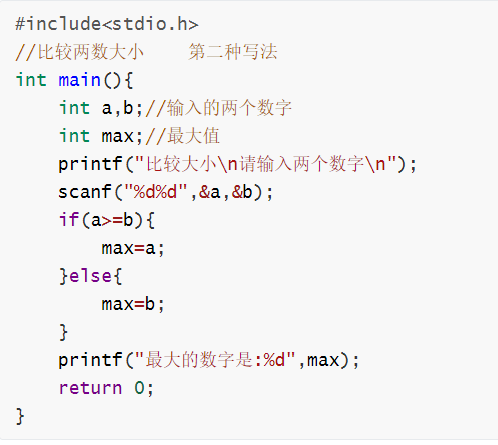 #include<stdio.h>
//比较两数大小    第二种写法
int main(){
    int a,b;//输入的两个数字
    int max;//最大值
    printf("比较大小\n请输入两个数字\n");
    scanf("%d%d",&a,&b);
    if(a>=b){
        max=a;
    }else{
        max=b;
    }
    printf("最大的数字是:%d",max);
    return 0;
}